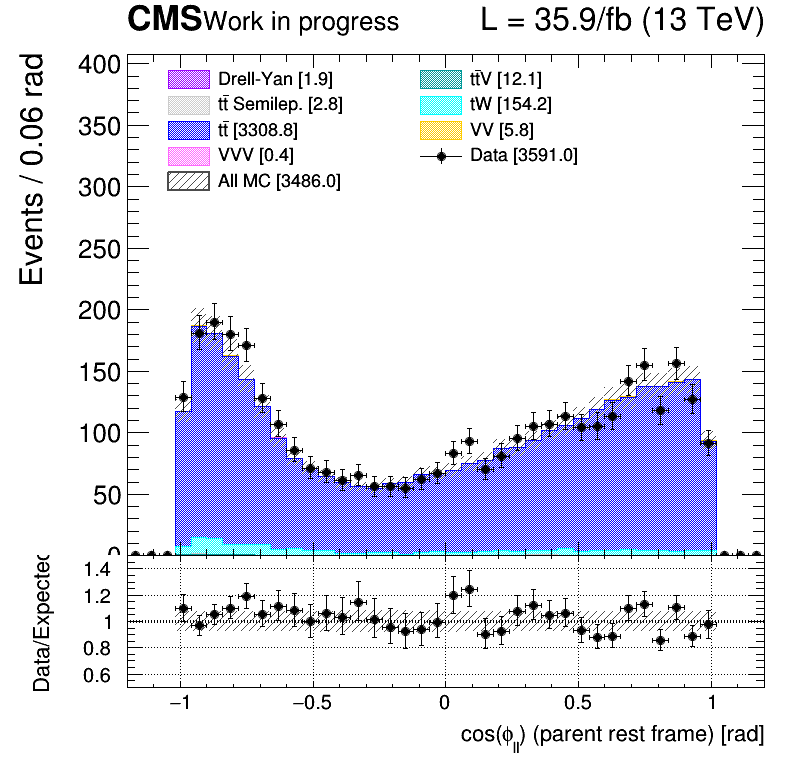 CMS Work in progress L = 35.9/fb (13 TeV)
Events / 0.06 rad
400
350
300
250
200
150
100
50
0
Drell-Yan [1.9]
tt̅ Semilep. [2.8]
tt̅ [3308.8]
VVV [0.4]
All MC [3486.0]
tt̅V [12.1]
tW [154.2]
VV [5.8]
Data [3591.0]
Data/Expected
1.4
1.2
1
0.8
0.6
−1 −0.5 0 0.5 1
cos(ϕ_ll) (parent rest frame) [rad]